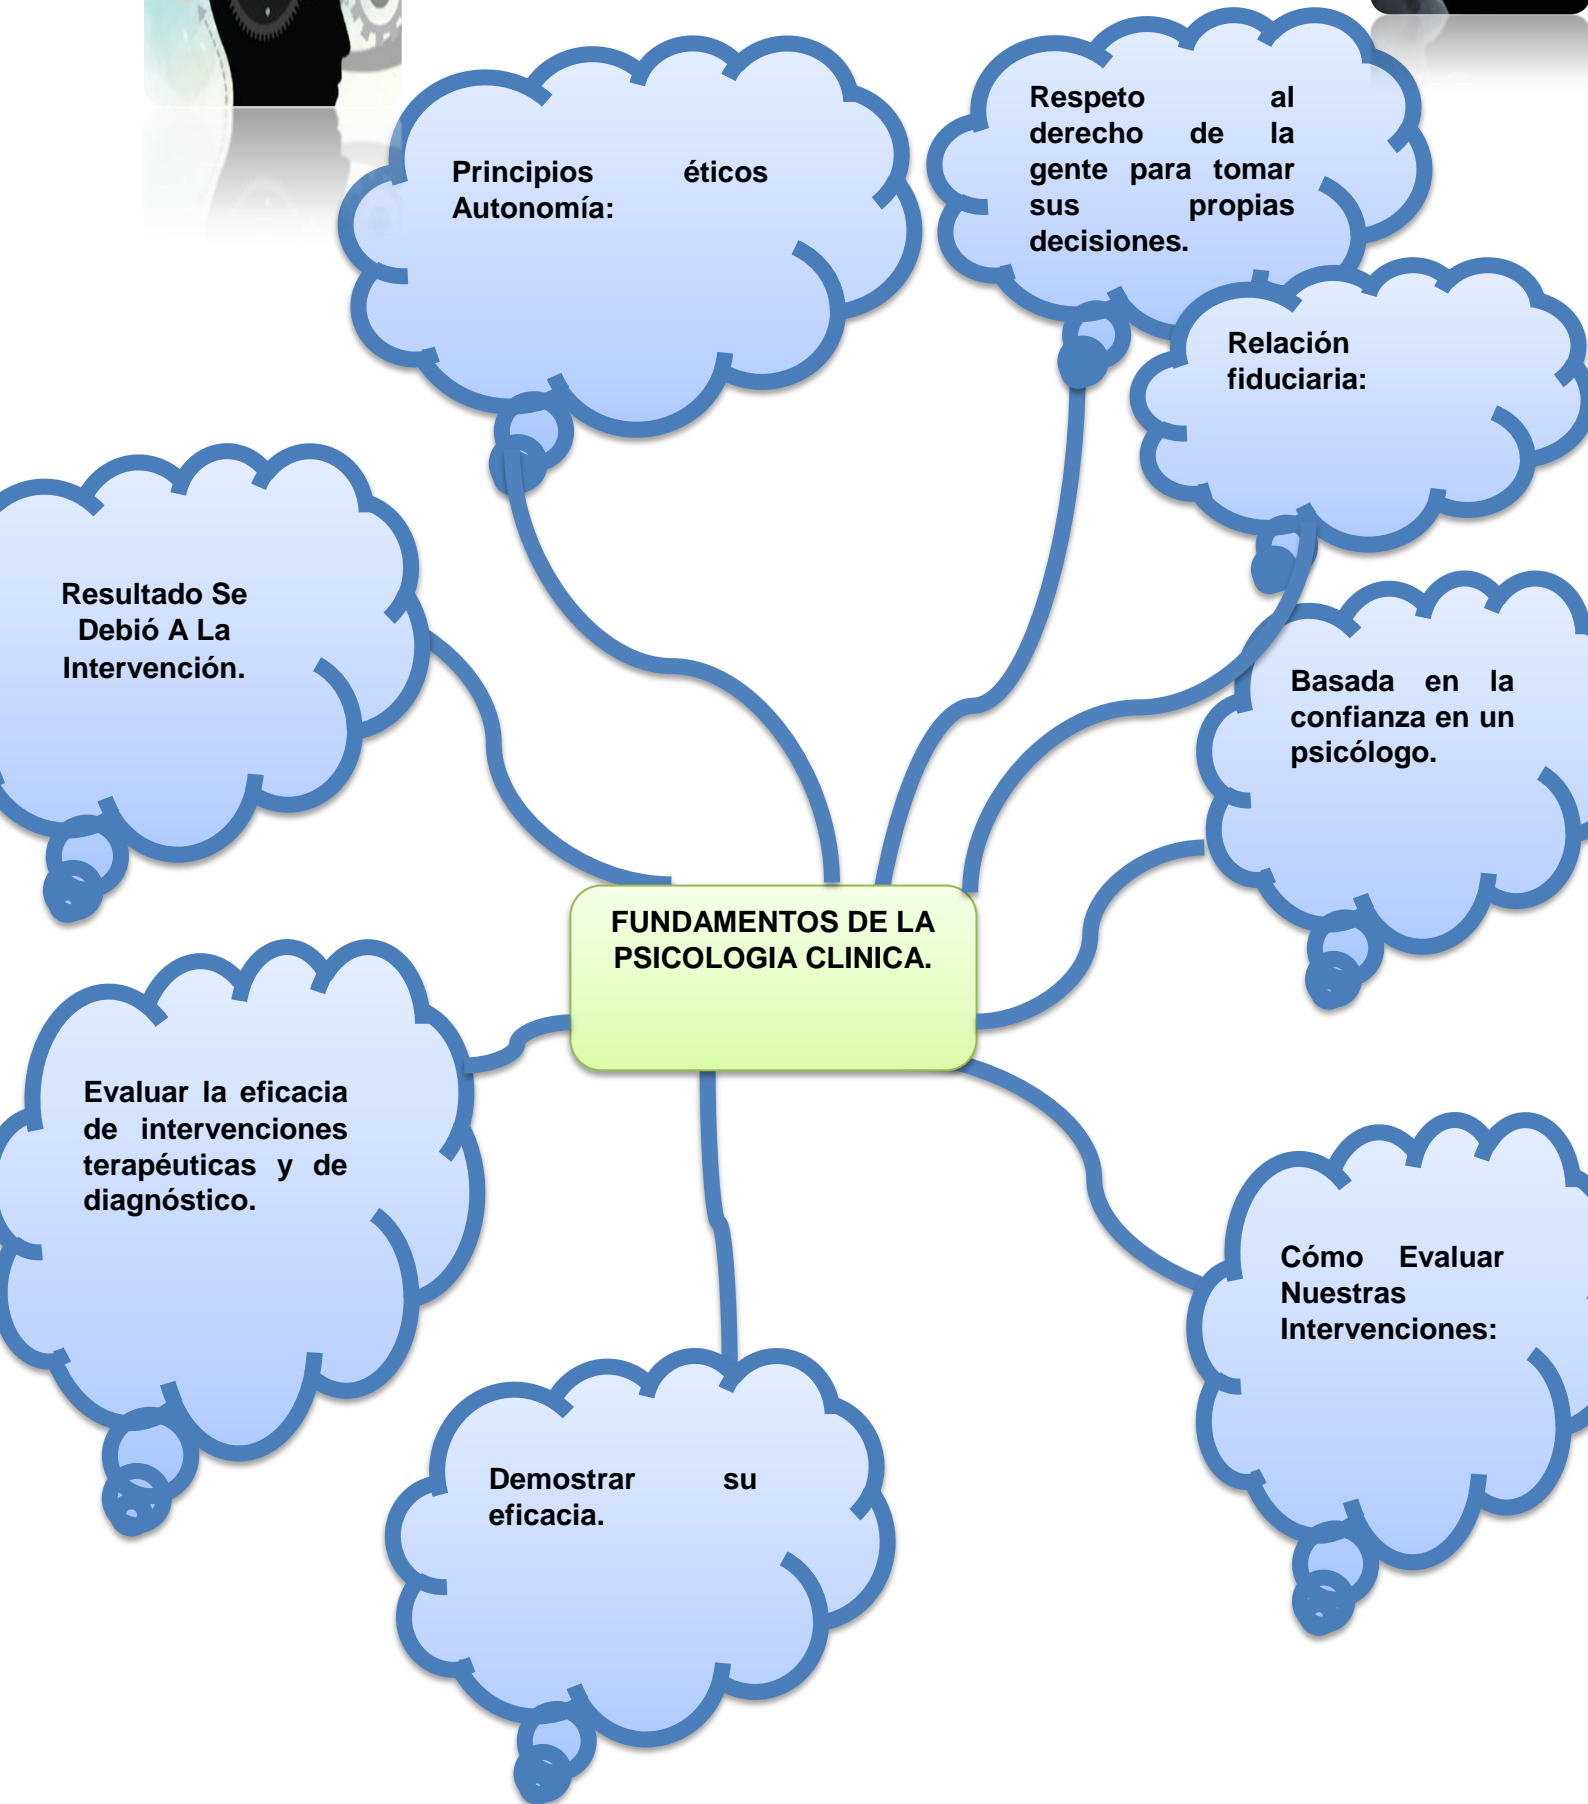 Principios éticos
Autonomía:
Respeto al
derecho de la
gente para tomar
sus propias
decisiones.
Relación
fiduciaria:
Resultado Se
Debió A La
Intervención.
Basada en la
confianza en un
psicólogo.
FUNDAMENTOS DE LA
PSICOLOGIA CLINICA.
Evaluar la eficacia
de intervenciones
terapéuticas y de
diagnóstico.
Cómo Evaluar
Nuestras
Intervenciones:
Demostrar su
eficacia.